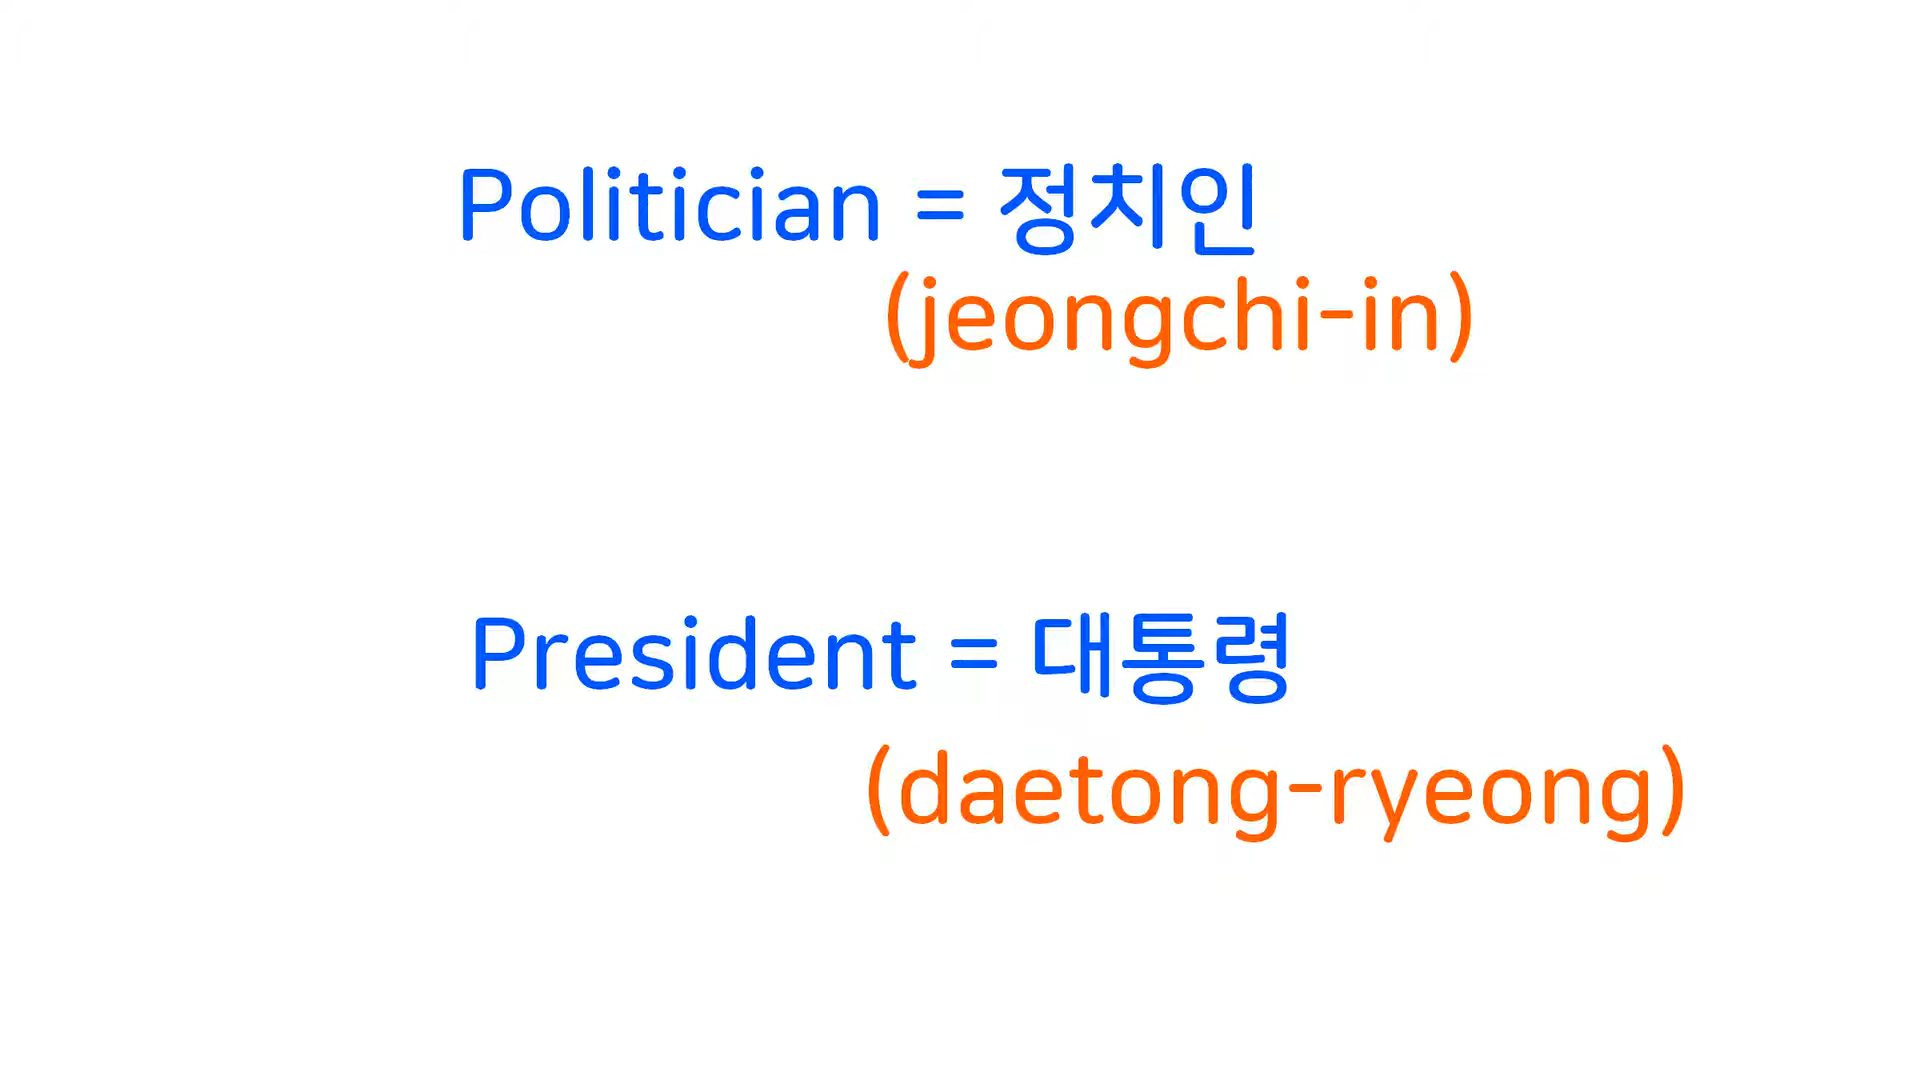 Politician = 정치인
(jeongchi-in)
President = 대통령
(daetong-ryeong)